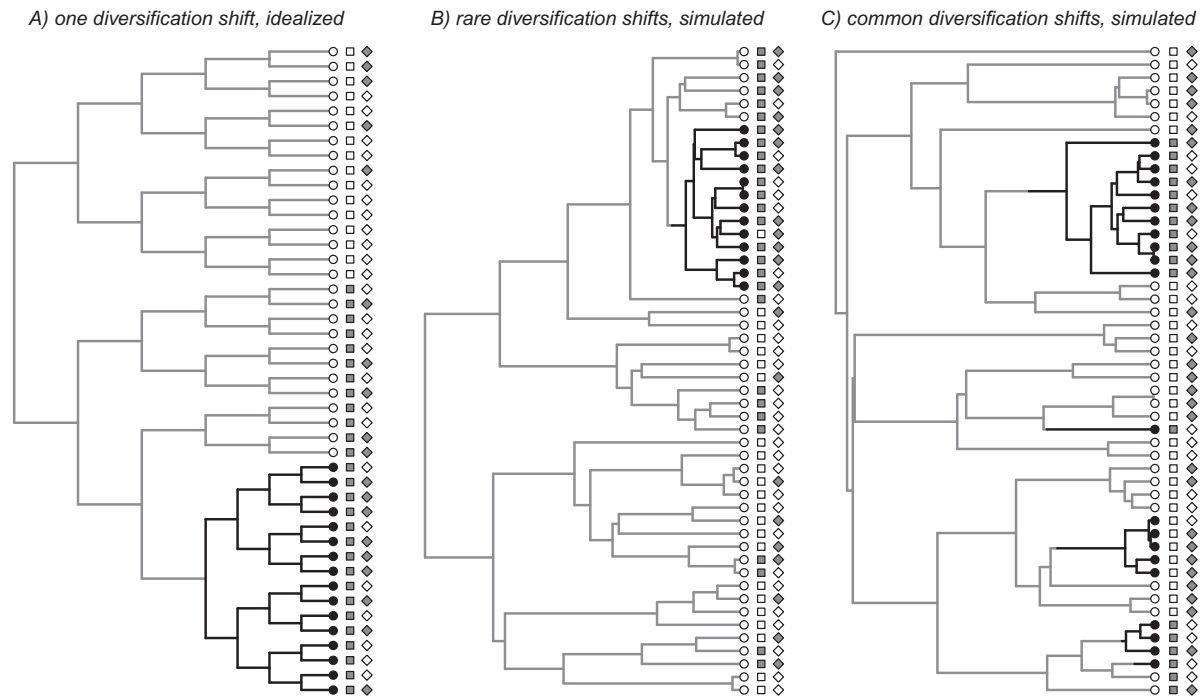 A) one diversification shift, idealized
B) rare diversification shifts, simulated
C) common diversification shifts, simulated